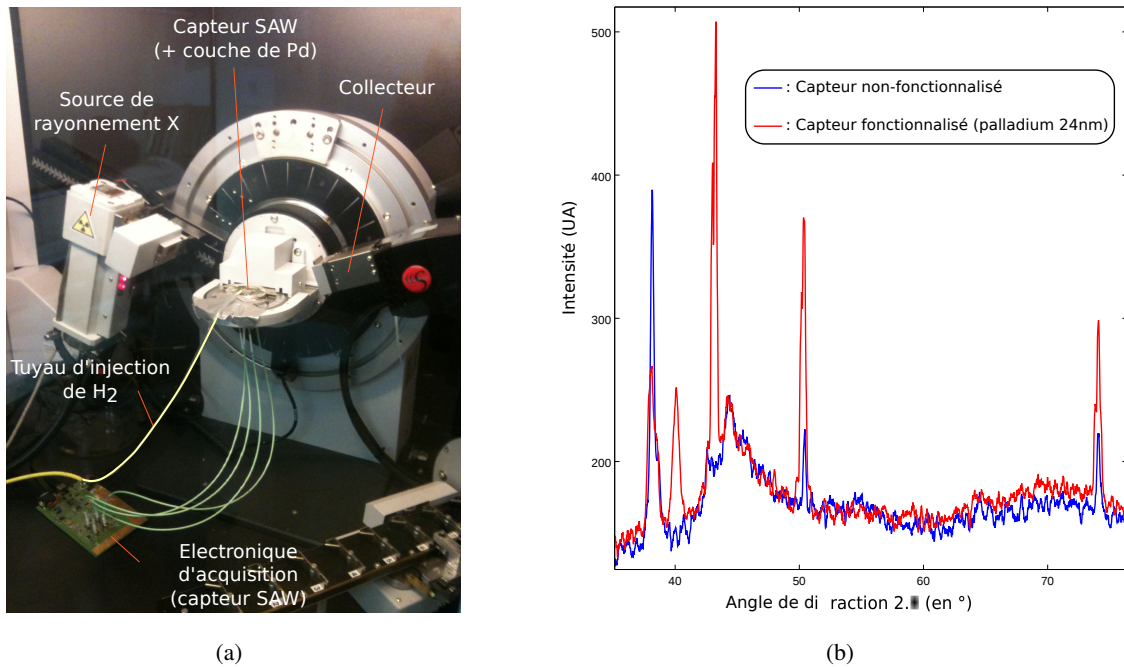 Capteur SAW
(+ couche de Pd)
Collecteur
Source de
rayonnement X
Tuyau d'injection
de H2
Electronique
d'acquisition
(capteur SAW)
(a)
500
400
300
200
40
50
60
70
Intensité (UA)
: Capteur non-fonctionnalisé
: Capteur fonctionnalisé (palladium 24nm)
Angle de di raction 2. (en °)
(b)